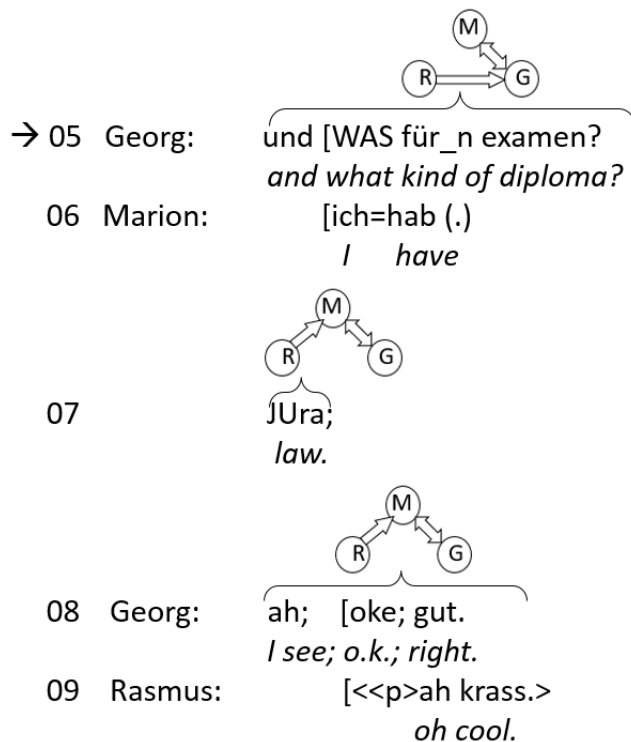 M
R G
→ 05 Georg: und [WAS für_n examen?
and what kind of diploma?
06 Marion: [ich=hab (.)
I have
M
R G
07 JUra;
law.
M
R G
08 Georg: ah; [oke; gut.
I see; o.k.; right.
09 Rasmus: [<<p>ah krass.>
oh cool.